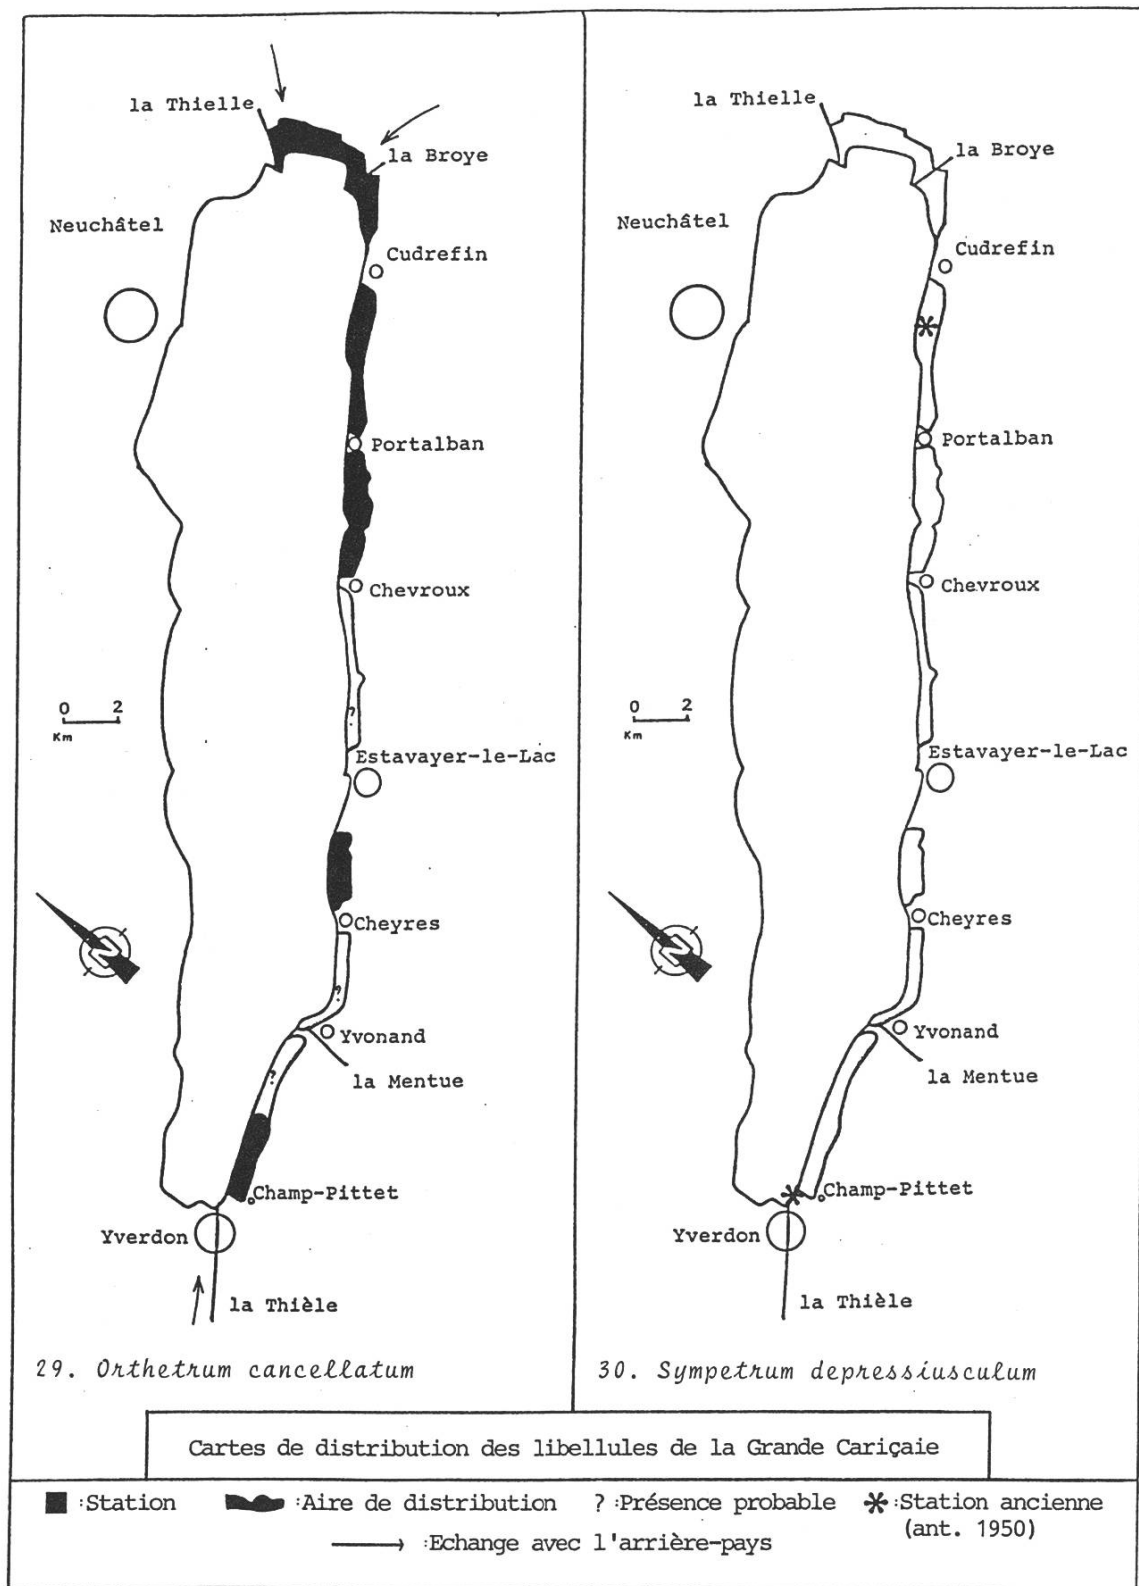 la Thielle
la Broye
Neuchâtel
Cudrefin
Portalban
Chevroux
0 2
Km
?
Estavayer-le-Lac
N
Cheyres
?
Yvonand
la Mentue
?
Champ-Pittet
Yverdon
la Thièle
29. Orthetrum cancellatum
la Thielle
la Broye
Neuchâtel
Cudrefin
Portalban
Chevroux
0 2
Km
Estavayer-le-Lac
N
Cheyres
Yvonand
la Mentue
Champ-Pittet
Yverdon
la Thièle
30. Sympetrum depressiusculum
Cartes de distribution des libellules de la Grande Cariçaie
:Station :Aire de distribution ? :Présence probable :Station ancienne
(ant. 1950)
:Echange avec l'arrière-pays